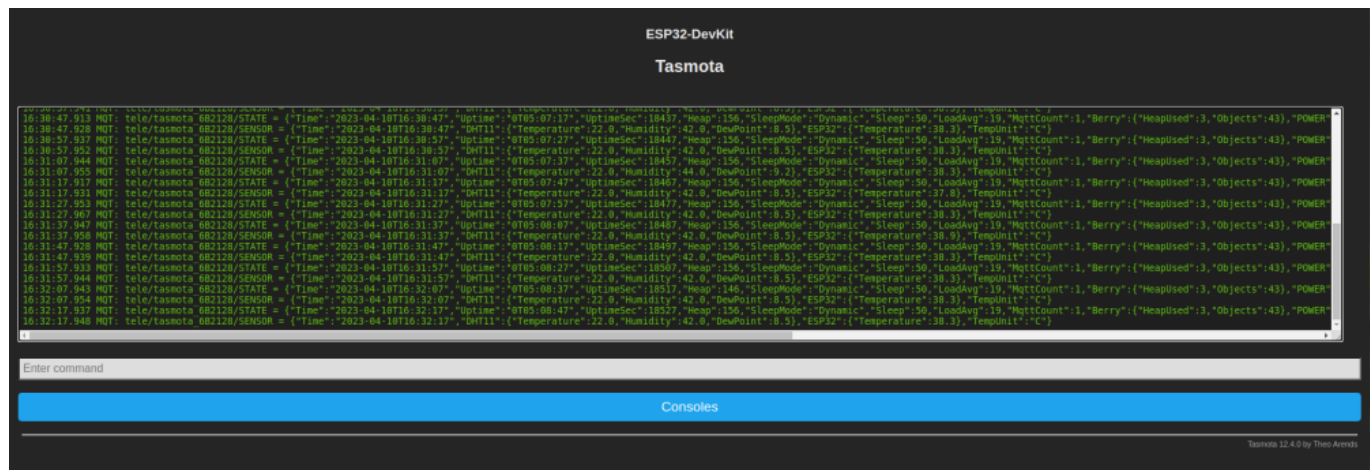 ESP32-DevKit
Tasmota
16:30:37.941 MQT: tele/tasmota_6B2128/SENSOR = {"Time":"2023-04-10T16:30:37","DHT11":{"Temperature":22.0,"Humidity":42.0,"DewPoint":8.5},"ESP32":{"Temperature":38.3},"TempUnit":"C"}
16:30:47.913 MQT: tele/tasmota_6B2128/STATE = {"Time":"2023-04-10T16:30:47","Uptime":"0T05:07:17","UptimeSec":18437,"Heap":156,"SleepMode":"Dynamic","Sleep":50,"LoadAvg":19,"MqttCount":1,"Berry":{"HeapUsed":3,"Objects":43},"POWER"
16:30:47.928 MQT: tele/tasmota_6B2128/SENSOR = {"Time":"2023-04-10T16:30:47","DHT11":{"Temperature":22.0,"Humidity":42.0,"DewPoint":8.5},"ESP32":{"Temperature":38.3},"TempUnit":"C"}
16:30:57.937 MQT: tele/tasmota_6B2128/STATE = {"Time":"2023-04-10T16:30:57","Uptime":"0T05:07:27","UptimeSec":18447,"Heap":156,"SleepMode":"Dynamic","Sleep":50,"LoadAvg":19,"MqttCount":1,"Berry":{"HeapUsed":3,"Objects":43},"POWER"
16:30:57.952 MQT: tele/tasmota_6B2128/SENSOR = {"Time":"2023-04-10T16:30:57","DHT11":{"Temperature":22.0,"Humidity":42.0,"DewPoint":8.5},"ESP32":{"Temperature":38.3},"TempUnit":"C"}
16:31:07.944 MQT: tele/tasmota_6B2128/STATE = {"Time":"2023-04-10T16:31:07","Uptime":"0T05:07:37","UptimeSec":18457,"Heap":156,"SleepMode":"Dynamic","Sleep":50,"LoadAvg":19,"MqttCount":1,"Berry":{"HeapUsed":3,"Objects":43},"POWER"
16:31:07.955 MQT: tele/tasmota_6B2128/SENSOR = {"Time":"2023-04-10T16:31:07","DHT11":{"Temperature":22.0,"Humidity":44.0,"DewPoint":9.2},"ESP32":{"Temperature":38.3},"TempUnit":"C"}
16:31:17.917 MQT: tele/tasmota_6B2128/STATE = {"Time":"2023-04-10T16:31:17","Uptime":"0T05:07:47","UptimeSec":18467,"Heap":156,"SleepMode":"Dynamic","Sleep":50,"LoadAvg":19,"MqttCount":1,"Berry":{"HeapUsed":3,"Objects":43},"POWER"
16:31:17.931 MQT: tele/tasmota_6B2128/SENSOR = {"Time":"2023-04-10T16:31:17","DHT11":{"Temperature":22.0,"Humidity":42.0,"DewPoint":8.5},"ESP32":{"Temperature":37.8},"TempUnit":"C"}
16:31:27.953 MQT: tele/tasmota_6B2128/STATE = {"Time":"2023-04-10T16:31:27","Uptime":"0T05:07:57","UptimeSec":18477,"Heap":156,"SleepMode":"Dynamic","Sleep":50,"LoadAvg":19,"MqttCount":1,"Berry":{"HeapUsed":3,"Objects":43},"POWER"
16:31:27.967 MQT: tele/tasmota_6B2128/SENSOR = {"Time":"2023-04-10T16:31:27","DHT11":{"Temperature":22.0,"Humidity":42.0,"DewPoint":8.5},"ESP32":{"Temperature":38.3},"TempUnit":"C"}
16:31:37.947 MQT: tele/tasmota_6B2128/STATE = {"Time":"2023-04-10T16:31:37","Uptime":"0T05:08:07","UptimeSec":18487,"Heap":156,"SleepMode":"Dynamic","Sleep":50,"LoadAvg":19,"MqttCount":1,"Berry":{"HeapUsed":3,"Objects":43},"POWER"
16:31:37.958 MQT: tele/tasmota_6B2128/SENSOR = {"Time":"2023-04-10T16:31:37","DHT11":{"Temperature":22.0,"Humidity":42.0,"DewPoint":8.5},"ESP32":{"Temperature":38.3},"TempUnit":"C"}
16:31:47.928 MQT: tele/tasmota_6B2128/STATE = {"Time":"2023-04-10T16:31:47","Uptime":"0T05:08:17","UptimeSec":18497,"Heap":156,"SleepMode":"Dynamic","Sleep":50,"LoadAvg":19,"MqttCount":1,"Berry":{"HeapUsed":3,"Objects":43},"POWER"
16:31:47.939 MQT: tele/tasmota_6B2128/SENSOR = {"Time":"2023-04-10T16:31:47","DHT11":{"Temperature":22.0,"Humidity":42.0,"DewPoint":8.5},"ESP32":{"Temperature":38.3},"TempUnit":"C"}
16:31:57.933 MQT: tele/tasmota_6B2128/STATE = {"Time":"2023-04-10T16:31:57","Uptime":"0T05:08:27","UptimeSec":18507,"Heap":156,"SleepMode":"Dynamic","Sleep":50,"LoadAvg":19,"MqttCount":1,"Berry":{"HeapUsed":3,"Objects":43},"POWER"
16:31:57.944 MQT: tele/tasmota_6B2128/SENSOR = {"Time":"2023-04-10T16:31:57","DHT11":{"Temperature":22.0,"Humidity":42.0,"DewPoint":8.5},"ESP32":{"Temperature":38.3},"TempUnit":"C"}
16:32:07.943 MQT: tele/tasmota_6B2128/STATE = {"Time":"2023-04-10T16:32:07","Uptime":"0T05:08:37","UptimeSec":18517,"Heap":146,"SleepMode":"Dynamic","Sleep":50,"LoadAvg":19,"MqttCount":1,"Berry":{"HeapUsed":3,"Objects":43},"POWER"
16:32:07.954 MQT: tele/tasmota_6B2128/SENSOR = {"Time":"2023-04-10T16:32:07","DHT11":{"Temperature":22.0,"Humidity":42.0,"DewPoint":8.5},"ESP32":{"Temperature":38.9},"TempUnit":"C"}
16:32:17.937 MQT: tele/tasmota_6B2128/STATE = {"Time":"2023-04-10T16:32:17","Uptime":"0T05:08:47","UptimeSec":18527,"Heap":156,"SleepMode":"Dynamic","Sleep":50,"LoadAvg":19,"MqttCount":1,"Berry":{"HeapUsed":3,"Objects":43},"POWER"
16:32:17.948 MQT: tele/tasmota_6B2128/SENSOR = {"Time":"2023-04-10T16:32:17","DHT11":{"Temperature":22.0,"Humidity":42.0,"DewPoint":8.5},"ESP32":{"Temperature":38.3},"TempUnit":"C"}
Enter command
Consoles
Tasmota 12.4.0 by Theo Arends